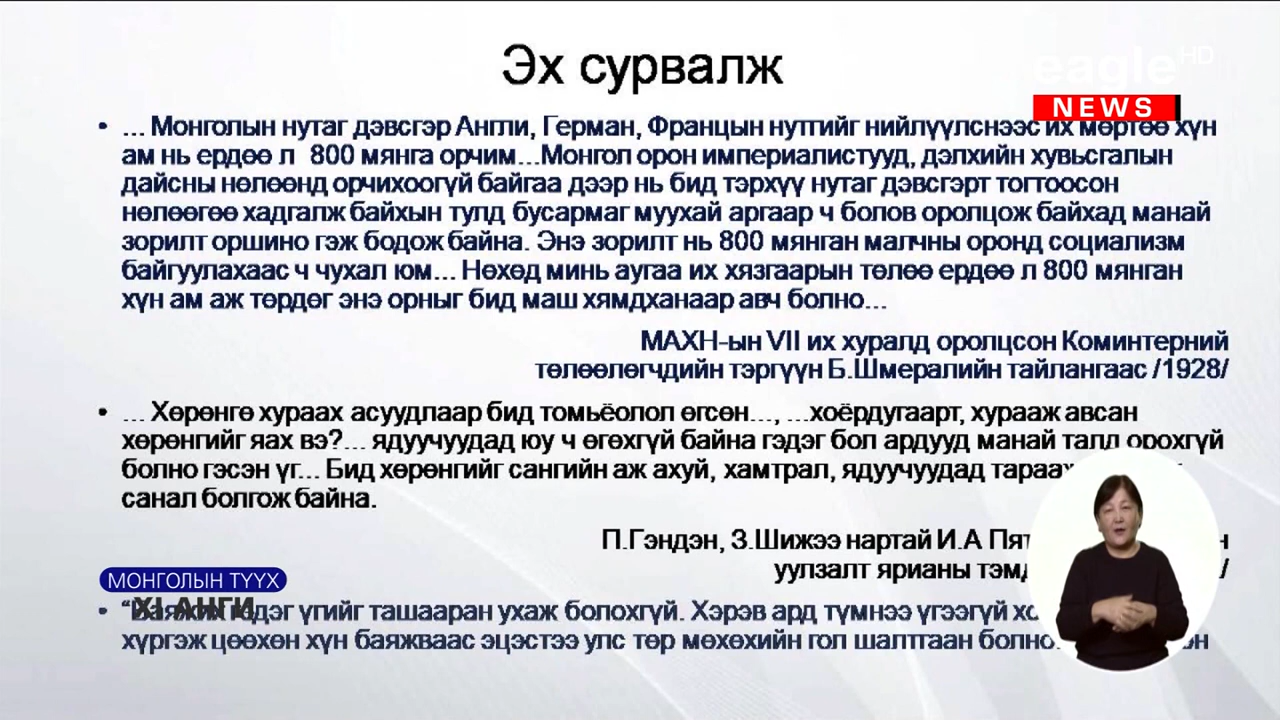 Эх сурвалж
eagle HD
NEWS
• ... Монголын нутаг дэвсгэр Англи, Герман, Францын нутгийг нийлүүлснээс их мөртөө хүн
ам нь ердөө л 800 мянга орчим...Монгол орон империалистууд, дэлхийн хувьсгалын
дайсны нөлөөнд орчихоогүй байгаа дээр нь бид тэрхүү нутаг дэвсгэрт тогтоосон
нөлөөгөө хадгалж байхын тулд бусармаг муухай аргаар ч болов оролцож байхад манай
зорилт оршино гэж бодож байна. Энэ зорилт нь 800 мянган малчны оронд социализм
байгуулахаас ч чухал юм... Нөхөд минь аугаа их хязгаарын төлөө ердөө л 800 мянган
хүн ам аж төрдөг энэ орныг бид маш хямдханаар авч болно...
МАХН-ын VII их хуралд оролцсон Коминтерний
төлөөлөгчдийн тэргүүн Б.Шмералийн тайлангаас /1928/
• ... Хөрөнгө хураах асуудлаар бид томьёолол өгсөн..., ...хоёрдугаарт, хурааж авсан
хөрөнгийг яах вэ?... ядуучуудад юу ч өгөхгүй байна гэдэг бол ардууд манай талд орохгүй
болно гэсэн үг... Бид хөрөнгийг сангийн аж ахуй, хамтрал, ядуучуудад
санал болгож байна.
П.Гэндэн, З.Шижээ нартай И.А
уулзалт ярианы
МОНГОЛЫН ТҮҮХ
XI АНГИ
• үгийг ташааран ухаж болохгүй. Хэрэв ард түмнээ үгээгүй
хүргэж цөөхөн хүн баяжваас эцэстээ улс төр мөхөхийн гол шалтгаан